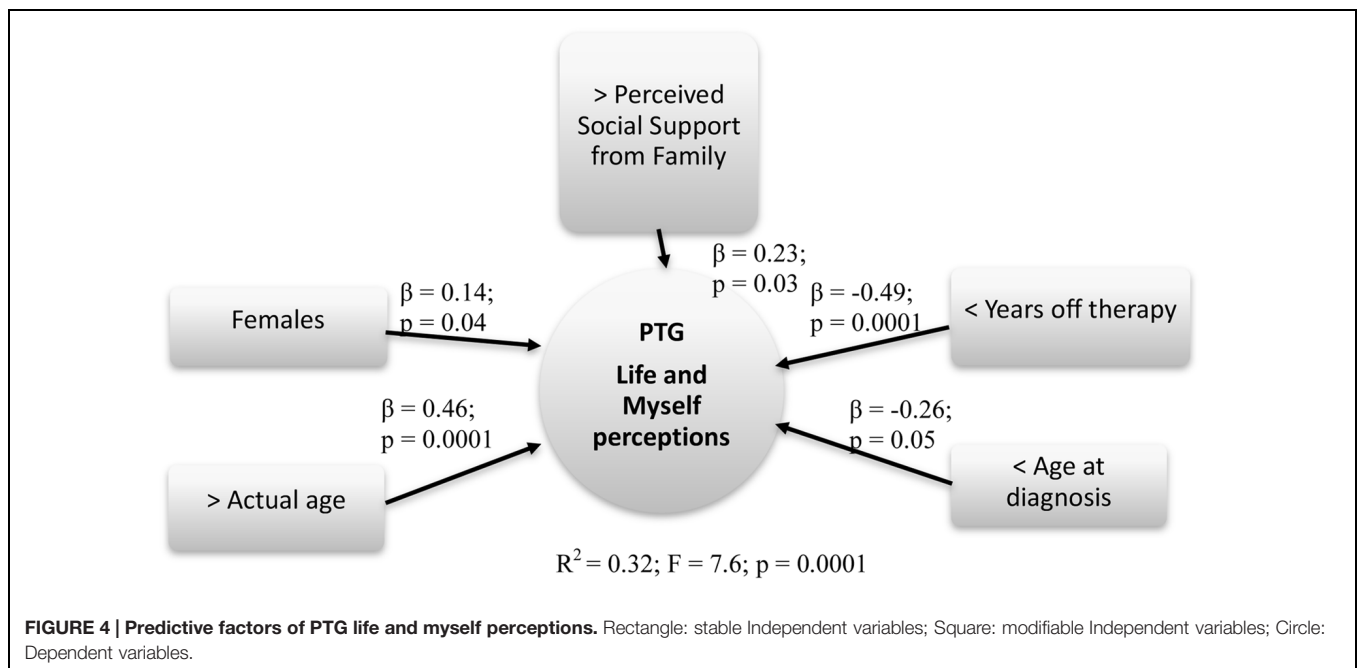 > Perceived
Social Support
from Family
β = 0.23;
p = 0.03
Females
β = 0.14;
p = 0.04
β = -0.49;
p = 0.0001
< Years off therapy
PTG
Life and
Myself
perceptions
> Actual age
β = 0.46;
p = 0.0001
β = -0.26;
p = 0.05
< Age at
diagnosis
R² = 0.32; F = 7.6; p = 0.0001
FIGURE 4 | Predictive factors of PTG life and myself perceptions. Rectangle: stable Independent variables; Square: modifiable Independent variables; Circle:
Dependent variables.